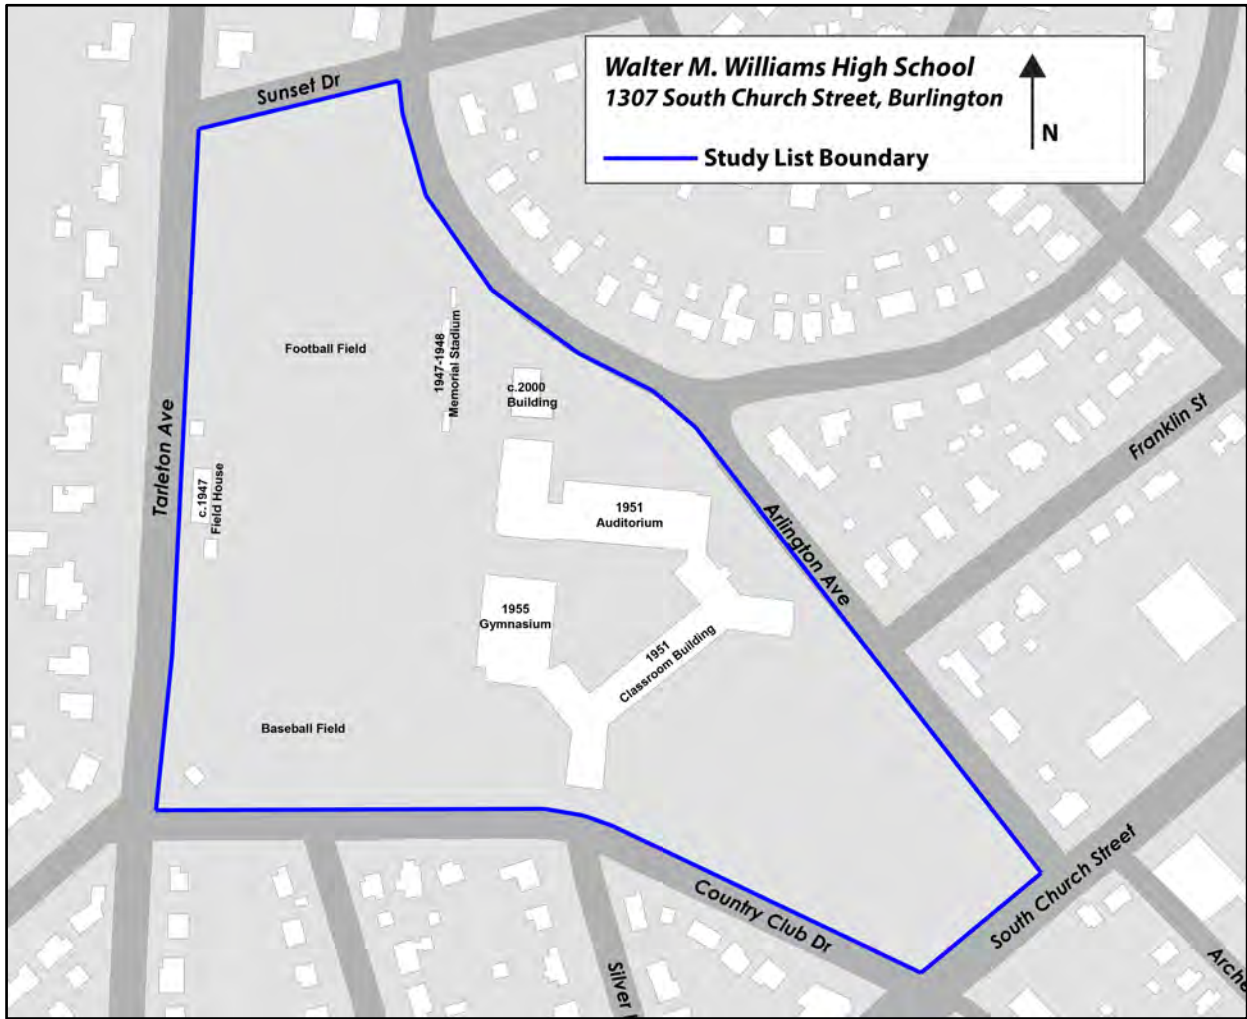 Walter M. Williams High School
1307 South Church Street, Burlington
N
Study List Boundary
Sunset Dr
Football Field
1947-1948
Memorial Stadium
c.2000
Building
Tarleton Ave
c.1947
Field House
1951
Auditorium
Arlington Ave
Franklin St
1955
Gymnasium
1951
Classroom Building
Baseball Field
Country Club Dr
South Church Street
Silver
Arche